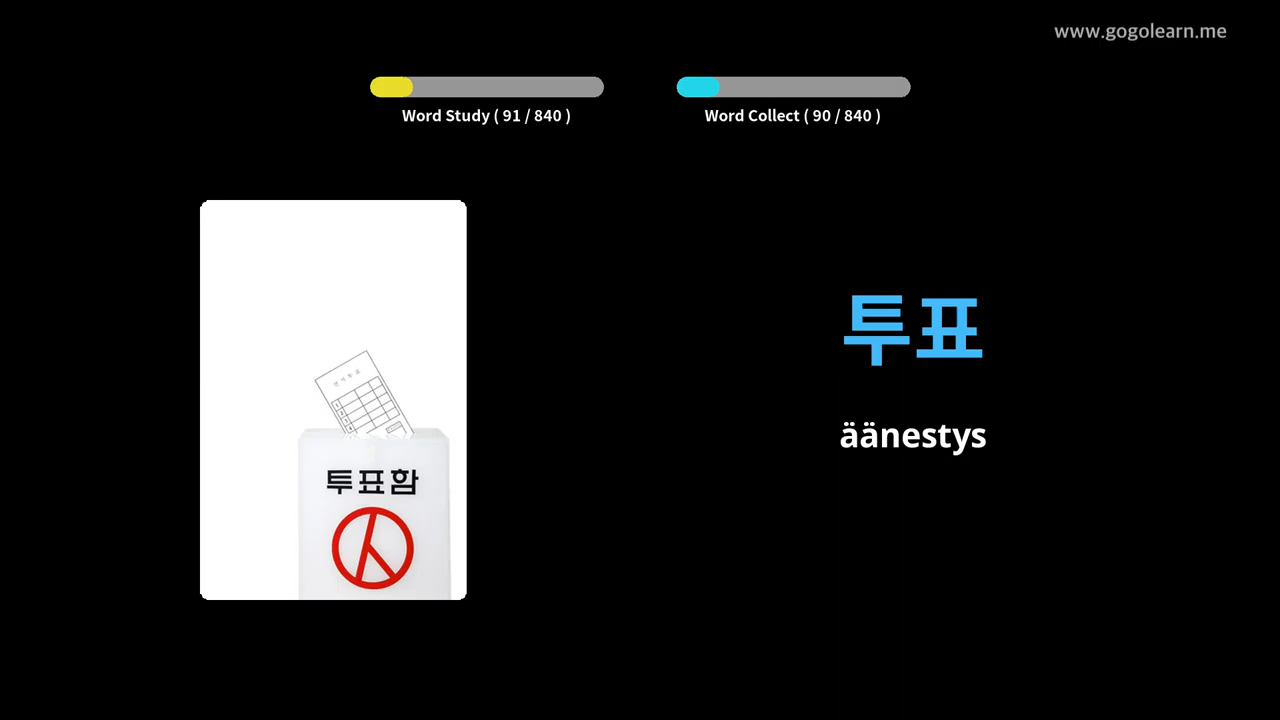 www.gogolearn.me
Word Study ( 91 / 840 )
Word Collect ( 90 / 840 )
투표
äänestys
투표함